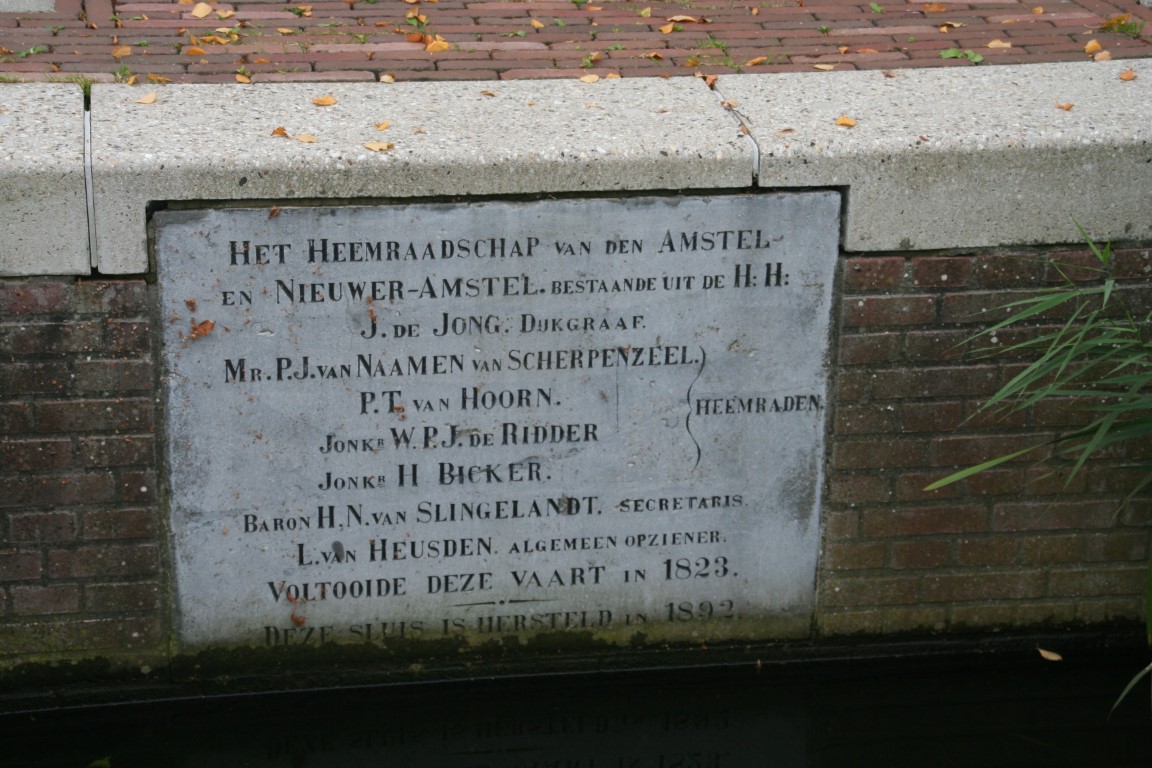 HET HEEMRAADSCHAP VAN DEN AMSTEL-
EN NIEUWER-AMSTEL. BESTAANDE UIT DE H: H:
J. DE JONG. DIJKGRAAF.
MR. P.J. VAN NAAMEN VAN SCHERPENZEEL.
P.T. VAN HOORN.
HEEMRADEN.
JONKR W.P.J. DE RIDDER
JONKR H BICKER.
BARON H.N. VAN SLINGELANDT. SECRETARIS.
L. VAN HEUSDEN. ALGEMEEN OPZIENER.
VOLTOOIDE DEZE VAART IN 1823.
DEZE SLUIS IS HERSTELD IN 1892.